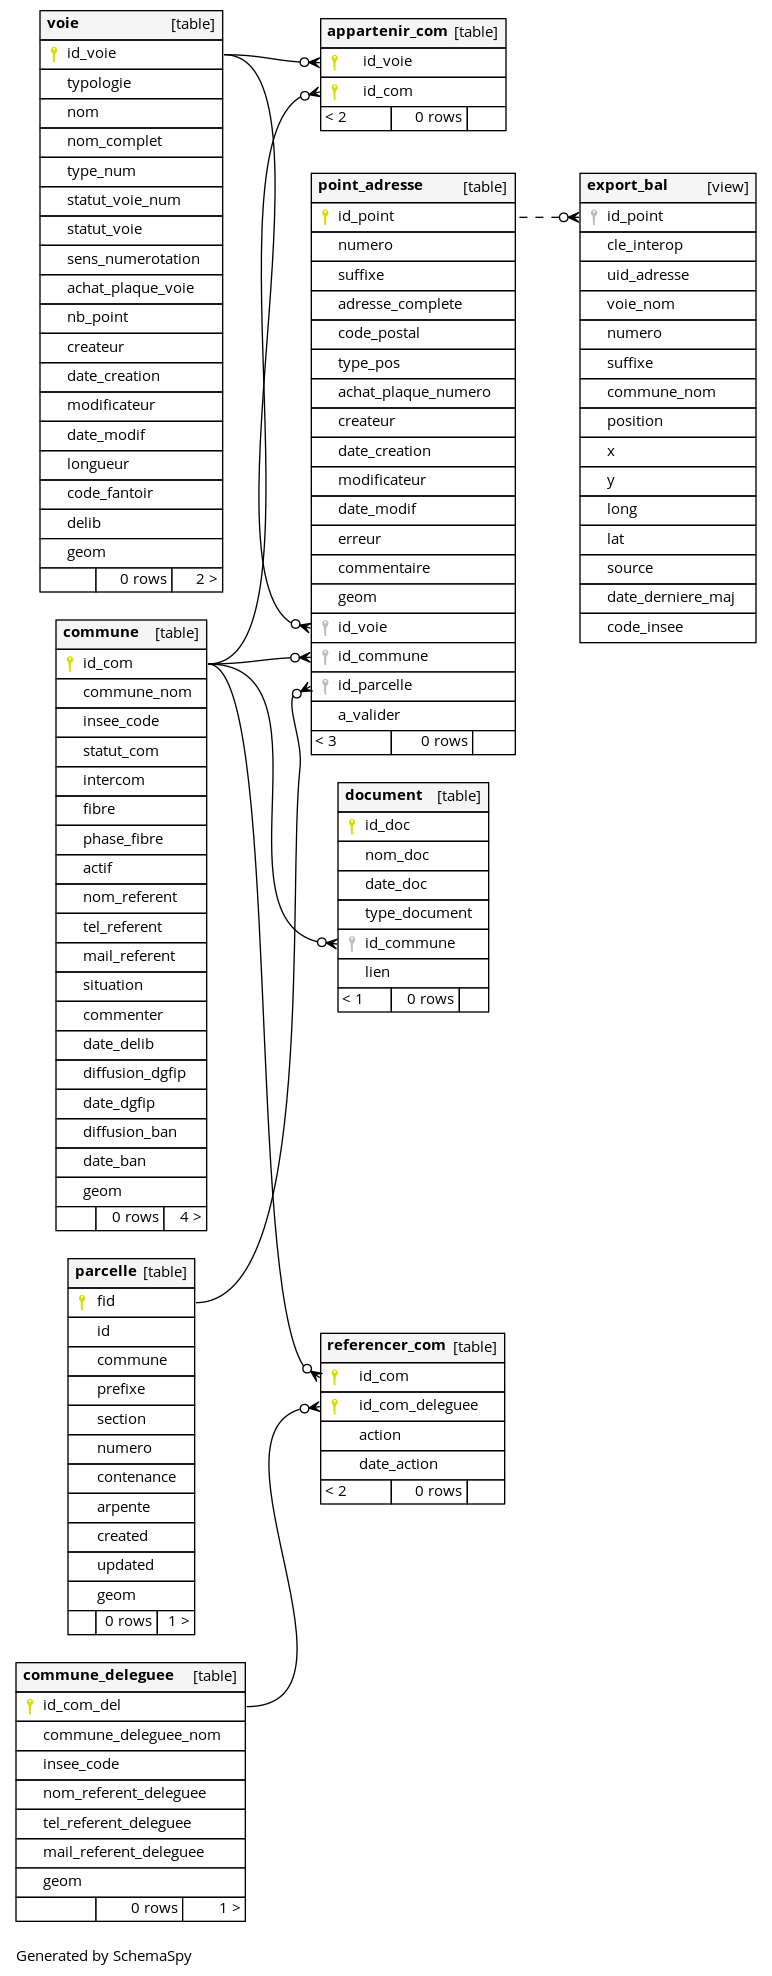 voie [table]
id_voie
typologie
nom
nom_complet
type_num
statut_voie_num
statut_voie
sens_numerotation
achat_plaque_voie
nb_point
createur
date_creation
modificateur
date_modif
longueur
code_fantoir
delib
geom
0 rows 2 >
appartenir_com [table]
id_voie
id_com
< 2 0 rows
point_adresse [table]
id_point
numero
suffixe
adresse_complete
code_postal
type_pos
achat_plaque_numero
createur
date_creation
modificateur
date_modif
erreur
commentaire
geom
id_voie
id_commune
id_parcelle
a_valider
< 3 0 rows
export_bal [view]
id_point
cle_interop
uid_adresse
voie_nom
numero
suffixe
commune_nom
position
x
y
long
lat
source
date_derniere_maj
code_insee
commune [table]
id_com
commune_nom
insee_code
statut_com
intercom
fibre
phase_fibre
actif
nom_referent
tel_referent
mail_referent
situation
commenter
date_delib
diffusion_dgfip
date_dgfip
diffusion_ban
date_ban
geom
0 rows 4 >
document [table]
id_doc
nom_doc
date_doc
type_document
id_commune
lien
< 1 0 rows
parcelle [table]
fid
id
commune
prefixe
section
numero
contenance
arpente
created
updated
geom
0 rows 1 >
referencer_com [table]
id_com
id_com_deleguee
action
date_action
< 2 0 rows
commune_deleguee [table]
id_com_del
commune_deleguee_nom
insee_code
nom_referent_deleguee
tel_referent_deleguee
mail_referent_deleguee
geom
0 rows 1 >
Generated by SchemaSpy